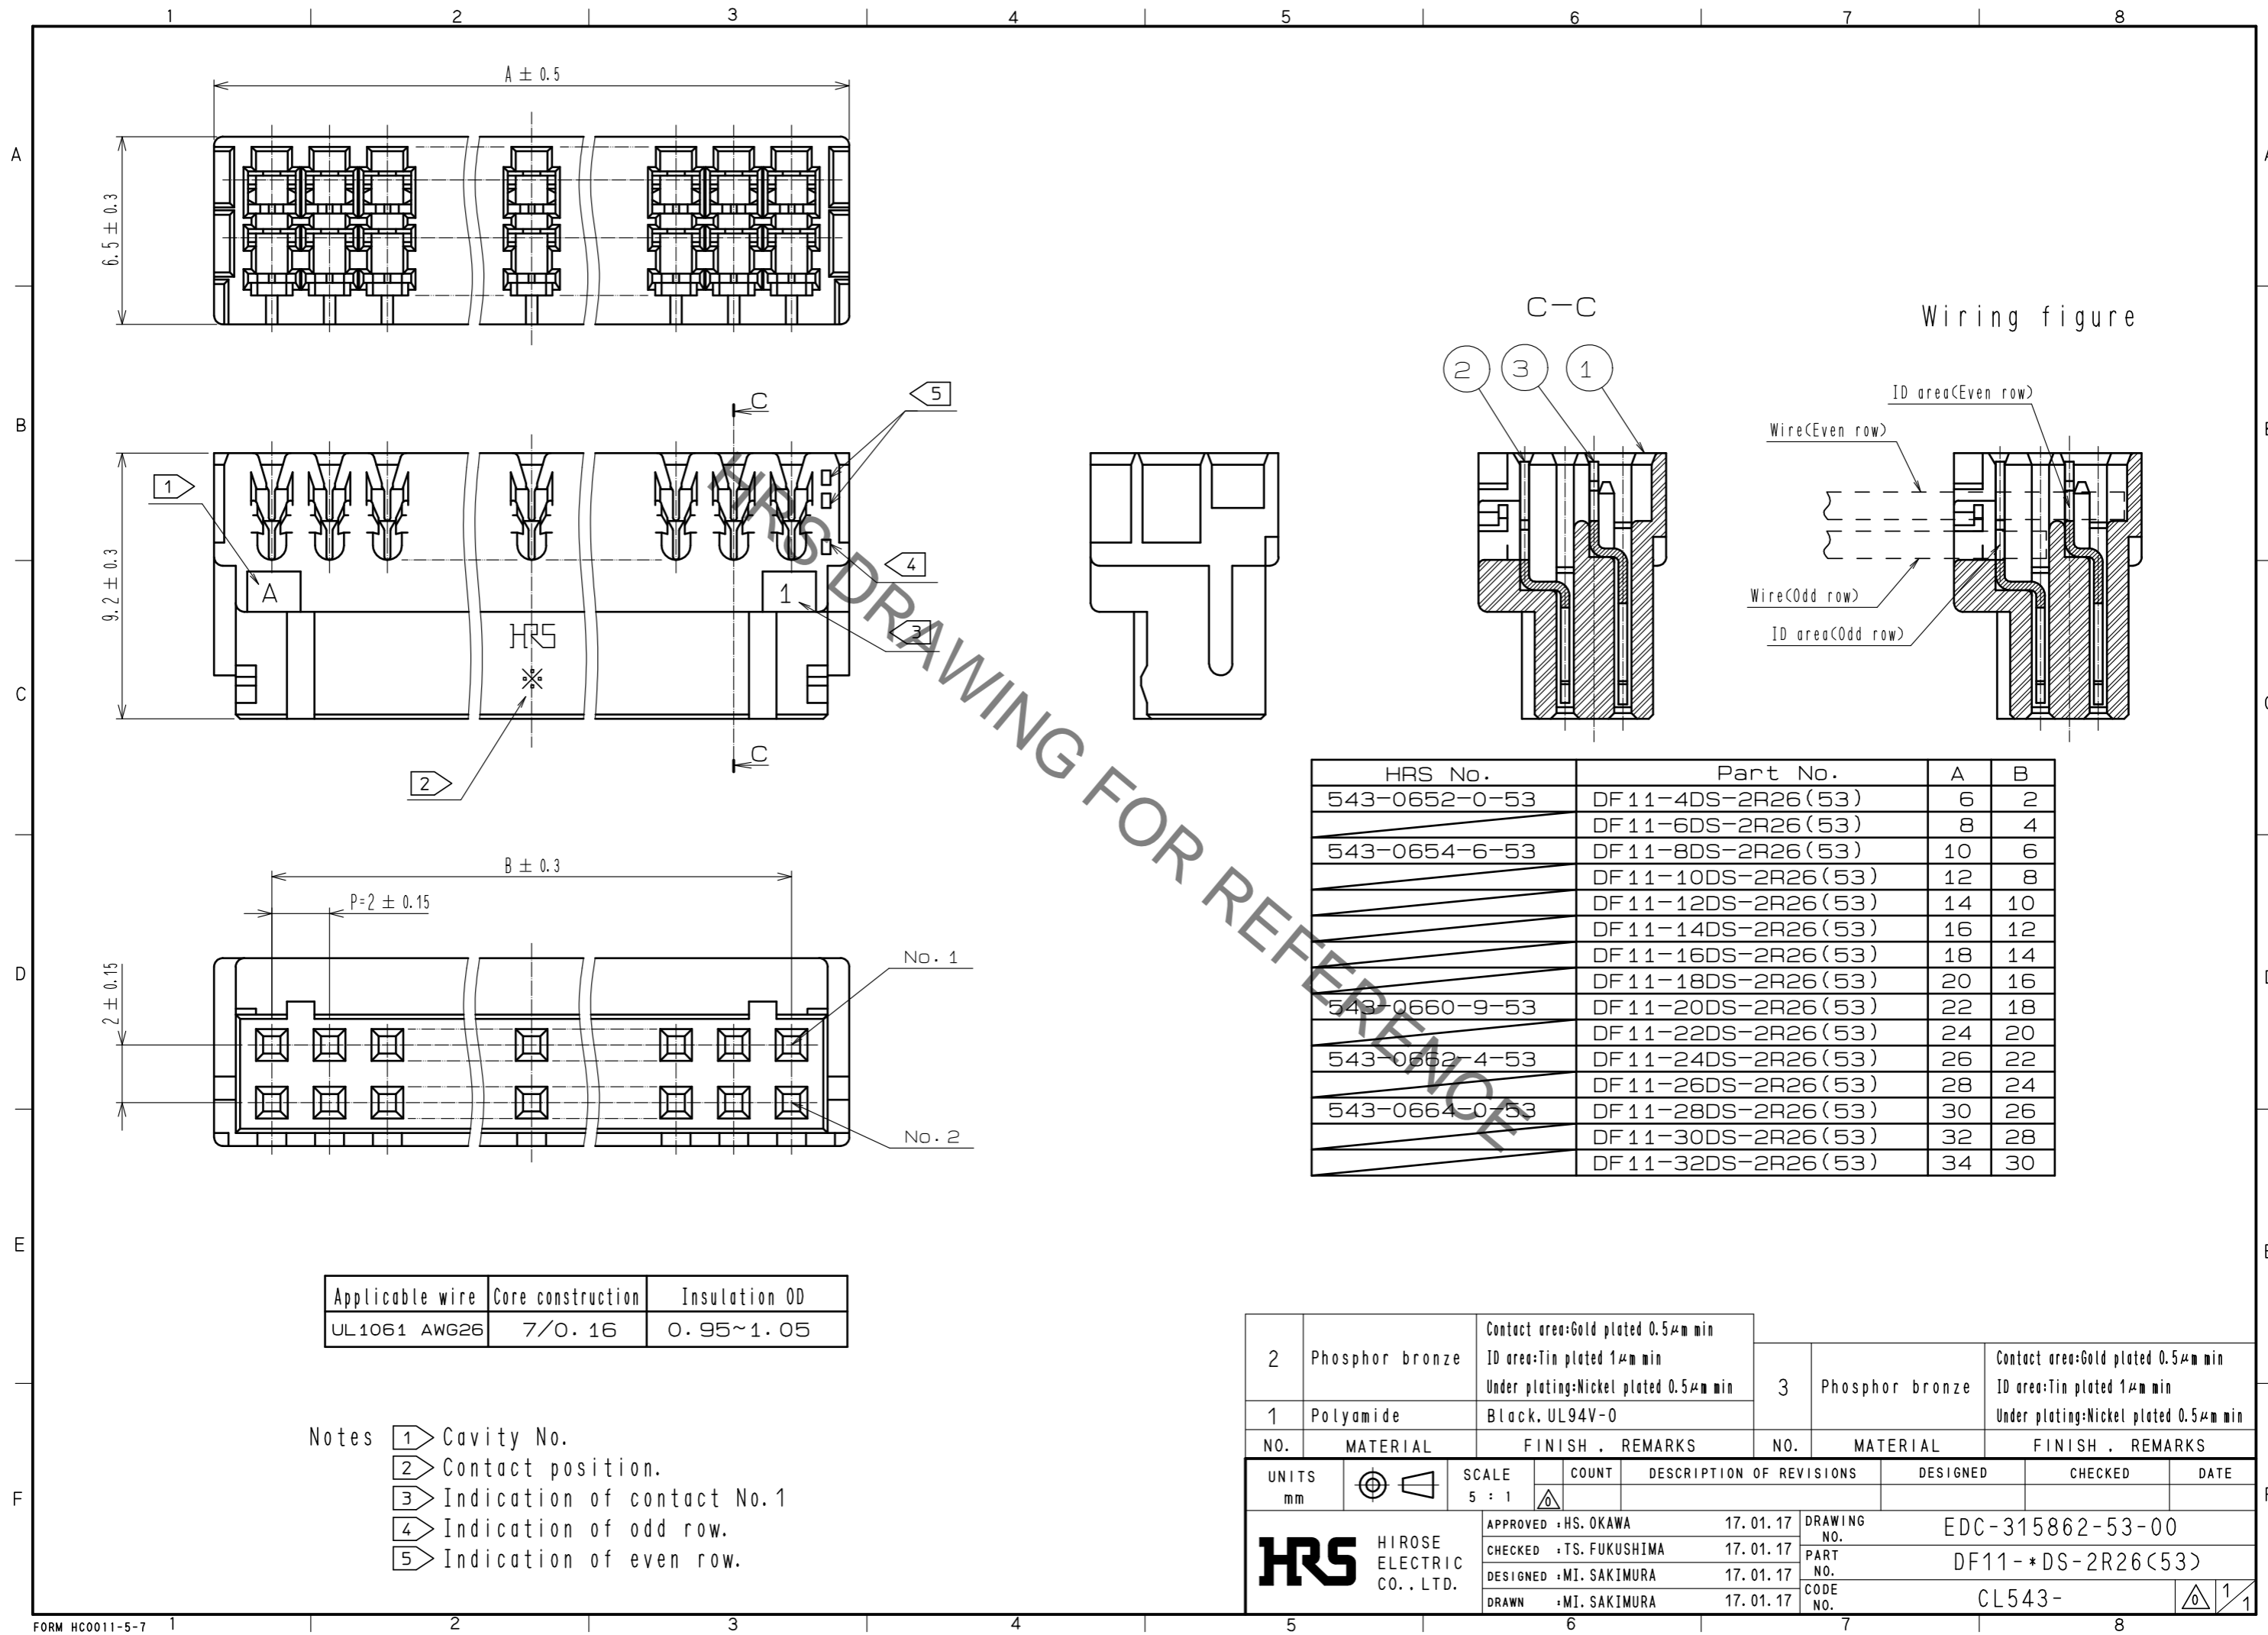 1 2 3 4 5 6 7 8
A
B
C
D
E
F
A ± 0.5
6.5 ± 0.3
C-C
Wiring figure
2 3 1
ID area(Even row)
Wire(Even row)
Wire(Odd row)
ID area(Odd row)
C
5
1
4
9.2 ± 0.3
A
1
3
HRS
※
C
2
HRS DRAWING FOR REFERENCE
HRS No. Part No. A B
543-0652-0-53 DF11-4DS-2R26(53) 6 2
DF11-6DS-2R26(53) 8 4
543-0654-6-53 DF11-8DS-2R26(53) 10 6
DF11-10DS-2R26(53) 12 8
DF11-12DS-2R26(53) 14 10
DF11-14DS-2R26(53) 16 12
DF11-16DS-2R26(53) 18 14
DF11-18DS-2R26(53) 20 16
543-0660-9-53 DF11-20DS-2R26(53) 22 18
DF11-22DS-2R26(53) 24 20
543-0662-4-53 DF11-24DS-2R26(53) 26 22
DF11-26DS-2R26(53) 28 24
543-0664-0-53 DF11-28DS-2R26(53) 30 26
DF11-30DS-2R26(53) 32 28
DF11-32DS-2R26(53) 34 30
B ± 0.3
P=2 ± 0.15
2 ± 0.15
No. 1
No. 2
Applicable wire Core construction Insulation OD
UL1061 AWG26 7/0.16 0.95~1.05
Notes 1 Cavity No.
2 Contact position.
3 Indication of contact No.1
4 Indication of odd row.
5 Indication of even row.
2 Phosphor bronze
Contact area:Gold plated 0.5μm min
ID area:Tin plated 1μm min
Under plating:Nickel plated 0.5μm min
3 Phosphor bronze
Contact area:Gold plated 0.5μm min
ID area:Tin plated 1μm min
Under plating:Nickel plated 0.5μm min
1 Polyamide Black, UL94V-0
NO. MATERIAL FINISH , REMARKS NO. MATERIAL FINISH , REMARKS
UNITS
mm
SCALE
5 : 1
COUNT DESCRIPTION OF REVISIONS DESIGNED CHECKED DATE
0
HRS
HIROSE
ELECTRIC
CO., LTD.
APPROVED : HS. OKAWA 17.01.17
CHECKED : TS. FUKUSHIMA 17.01.17
DESIGNED : MI. SAKIMURA 17.01.17
DRAWN : MI. SAKIMURA 17.01.17
DRAWING NO. EDC-315862-53-00
PART NO. DF11-*DS-2R26(53)
CODE NO. CL543-
0 1/1
FORM HC0011-5-7
1 2 3 4 5 6 7 8